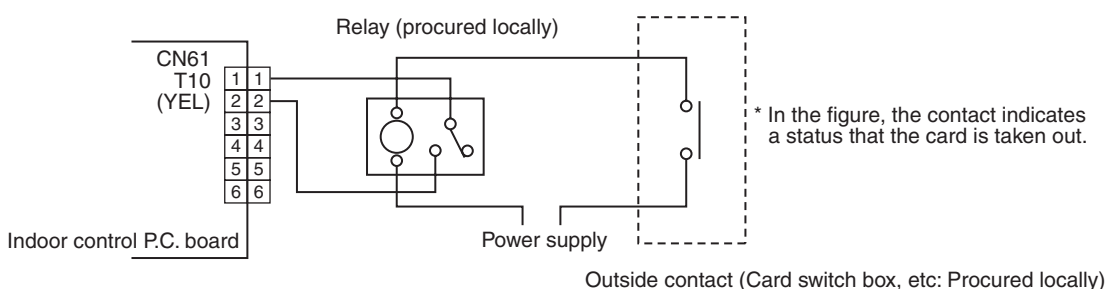 Relay (procured locally)
CN61
T10
(YEL)
1 1
2 2
3 3
4 4
5 5
6 6
* In the figure, the contact indicates
a status that the card is taken out.
Indoor control P.C. board
Power supply
Outside contact (Card switch box, etc: Procured locally)